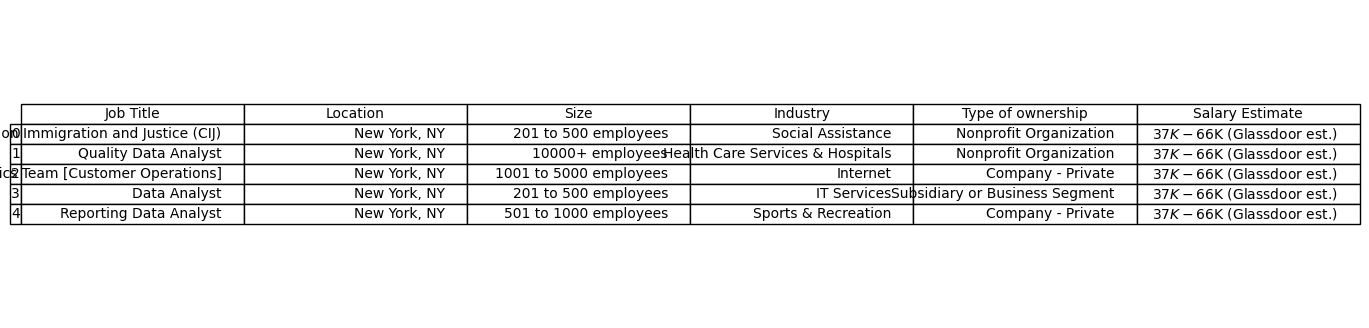 Job Title Location Size Industry Type of ownership Salary Estimate
0 on Immigration and Justice (CIJ) New York, NY 201 to 500 employees Social Assistance Nonprofit Organization 37K-66K (Glassdoor est.)
1 Quality Data Analyst New York, NY 10000+ employees Health Care Services & Hospitals Nonprofit Organization 37K-66K (Glassdoor est.)
2 Team [Customer Operations] New York, NY 1001 to 5000 employees Internet Company - Private 37K-66K (Glassdoor est.)
3 Data Analyst New York, NY 201 to 500 employees IT Services Subsidiary or Business Segment 37K-66K (Glassdoor est.)
4 Reporting Data Analyst New York, NY 501 to 1000 employees Sports & Recreation Company - Private 37K-66K (Glassdoor est.)